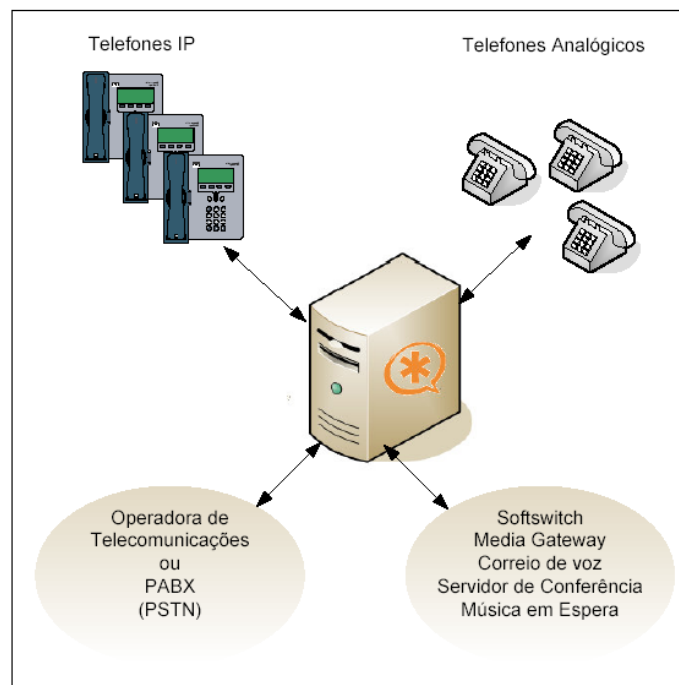 Telefones IP
Telefones Analógicos
Operadora de
Telecomunicações
ou
PABX
(PSTN)
Softswitch
Media Gateway
Correio de voz
Servidor de Conferência
Música em Espera